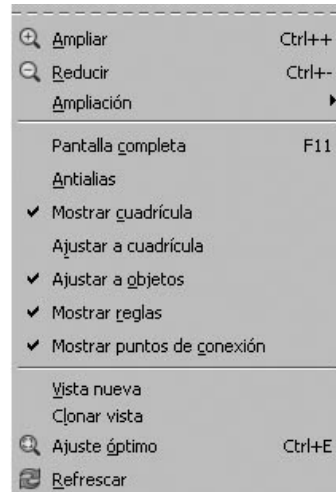 Ampliar Ctrl++
Reducir Ctrl+-
Ampliación
Pantalla completa F11
Antialias
Mostrar cuadrícula
Ajustar a cuadrícula
Ajustar a objetos
Mostrar reglas
Mostrar puntos de conexión
Vista nueva
Clonar vista
Ajuste óptimo Ctrl+E
Refrescar